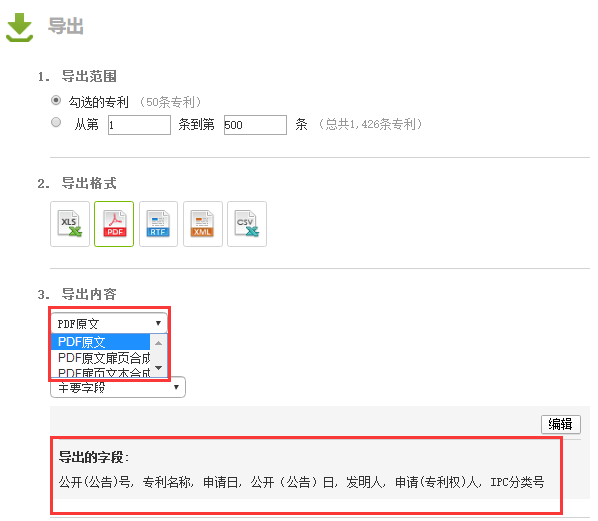 导出
1. 导出范围
勾选的专利 （50条专利）
从第 1 条到第 500 条 （总共1,426条专利）
2. 导出格式
XLS PDF RTF XML CSV
3. 导出内容
PDF原文
PDF原文
PDF原文扉页合成
PDF扉页文本合成
主要字段
编辑
导出的字段:
公开(公告)号, 专利名称, 申请日, 公开（公告）日, 发明人, 申请(专利权)人, IPC分类号